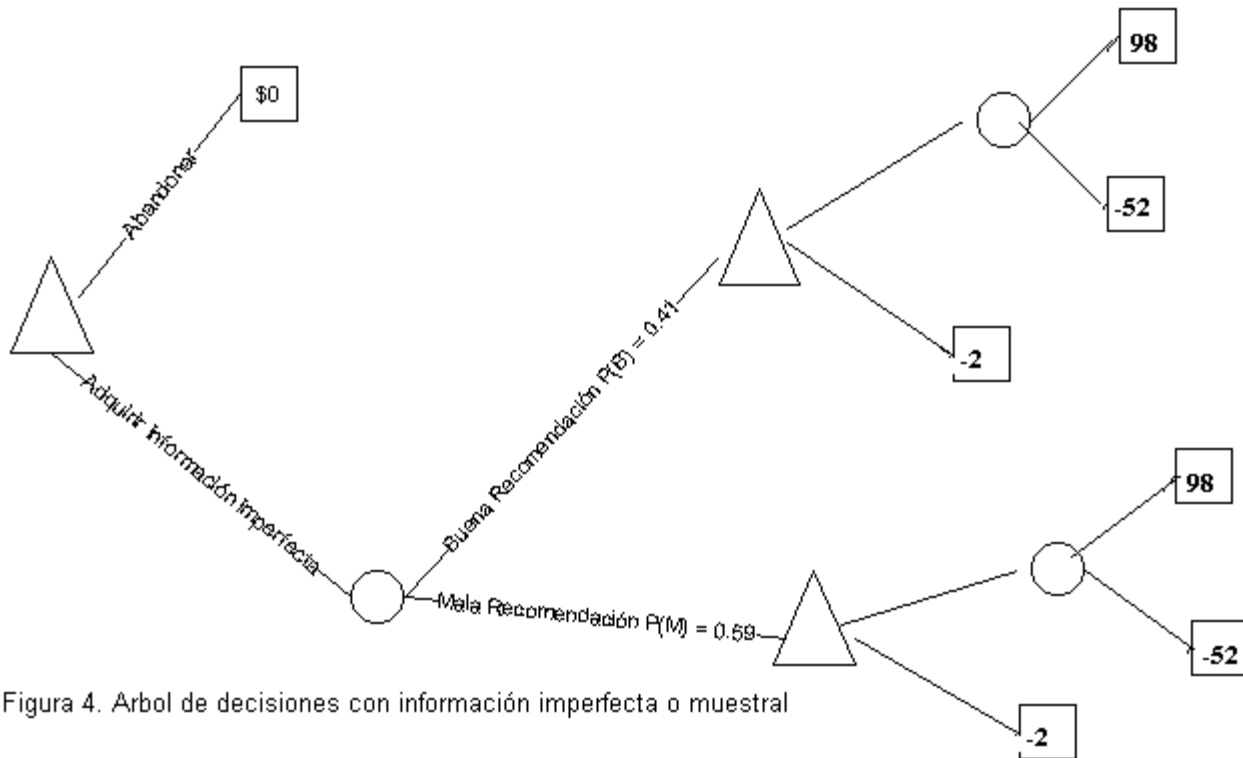 98
$0
Abandonar
-52
Buena Recomendación P(B) = 0.41
-2
Adquirir información imperfecta
98
Mala Recomendación P(M) = 0.59
-52
Figura 4. Arbol de decisiones con información imperfecta o muestral
-2